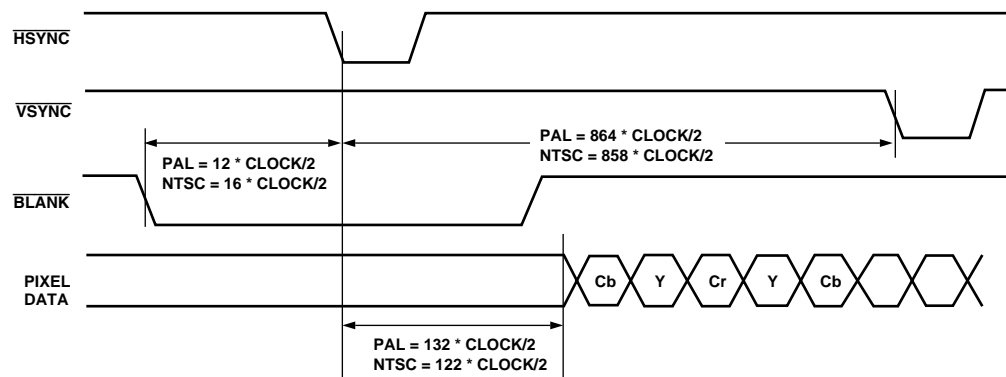 HSYNC
VSYNC
PAL = 864 * CLOCK/2
NTSC = 858 * CLOCK/2
PAL = 12 * CLOCK/2
NTSC = 16 * CLOCK/2
BLANK
PIXEL
DATA
Cb Y Cr Y Cb
PAL = 132 * CLOCK/2
NTSC = 122 * CLOCK/2